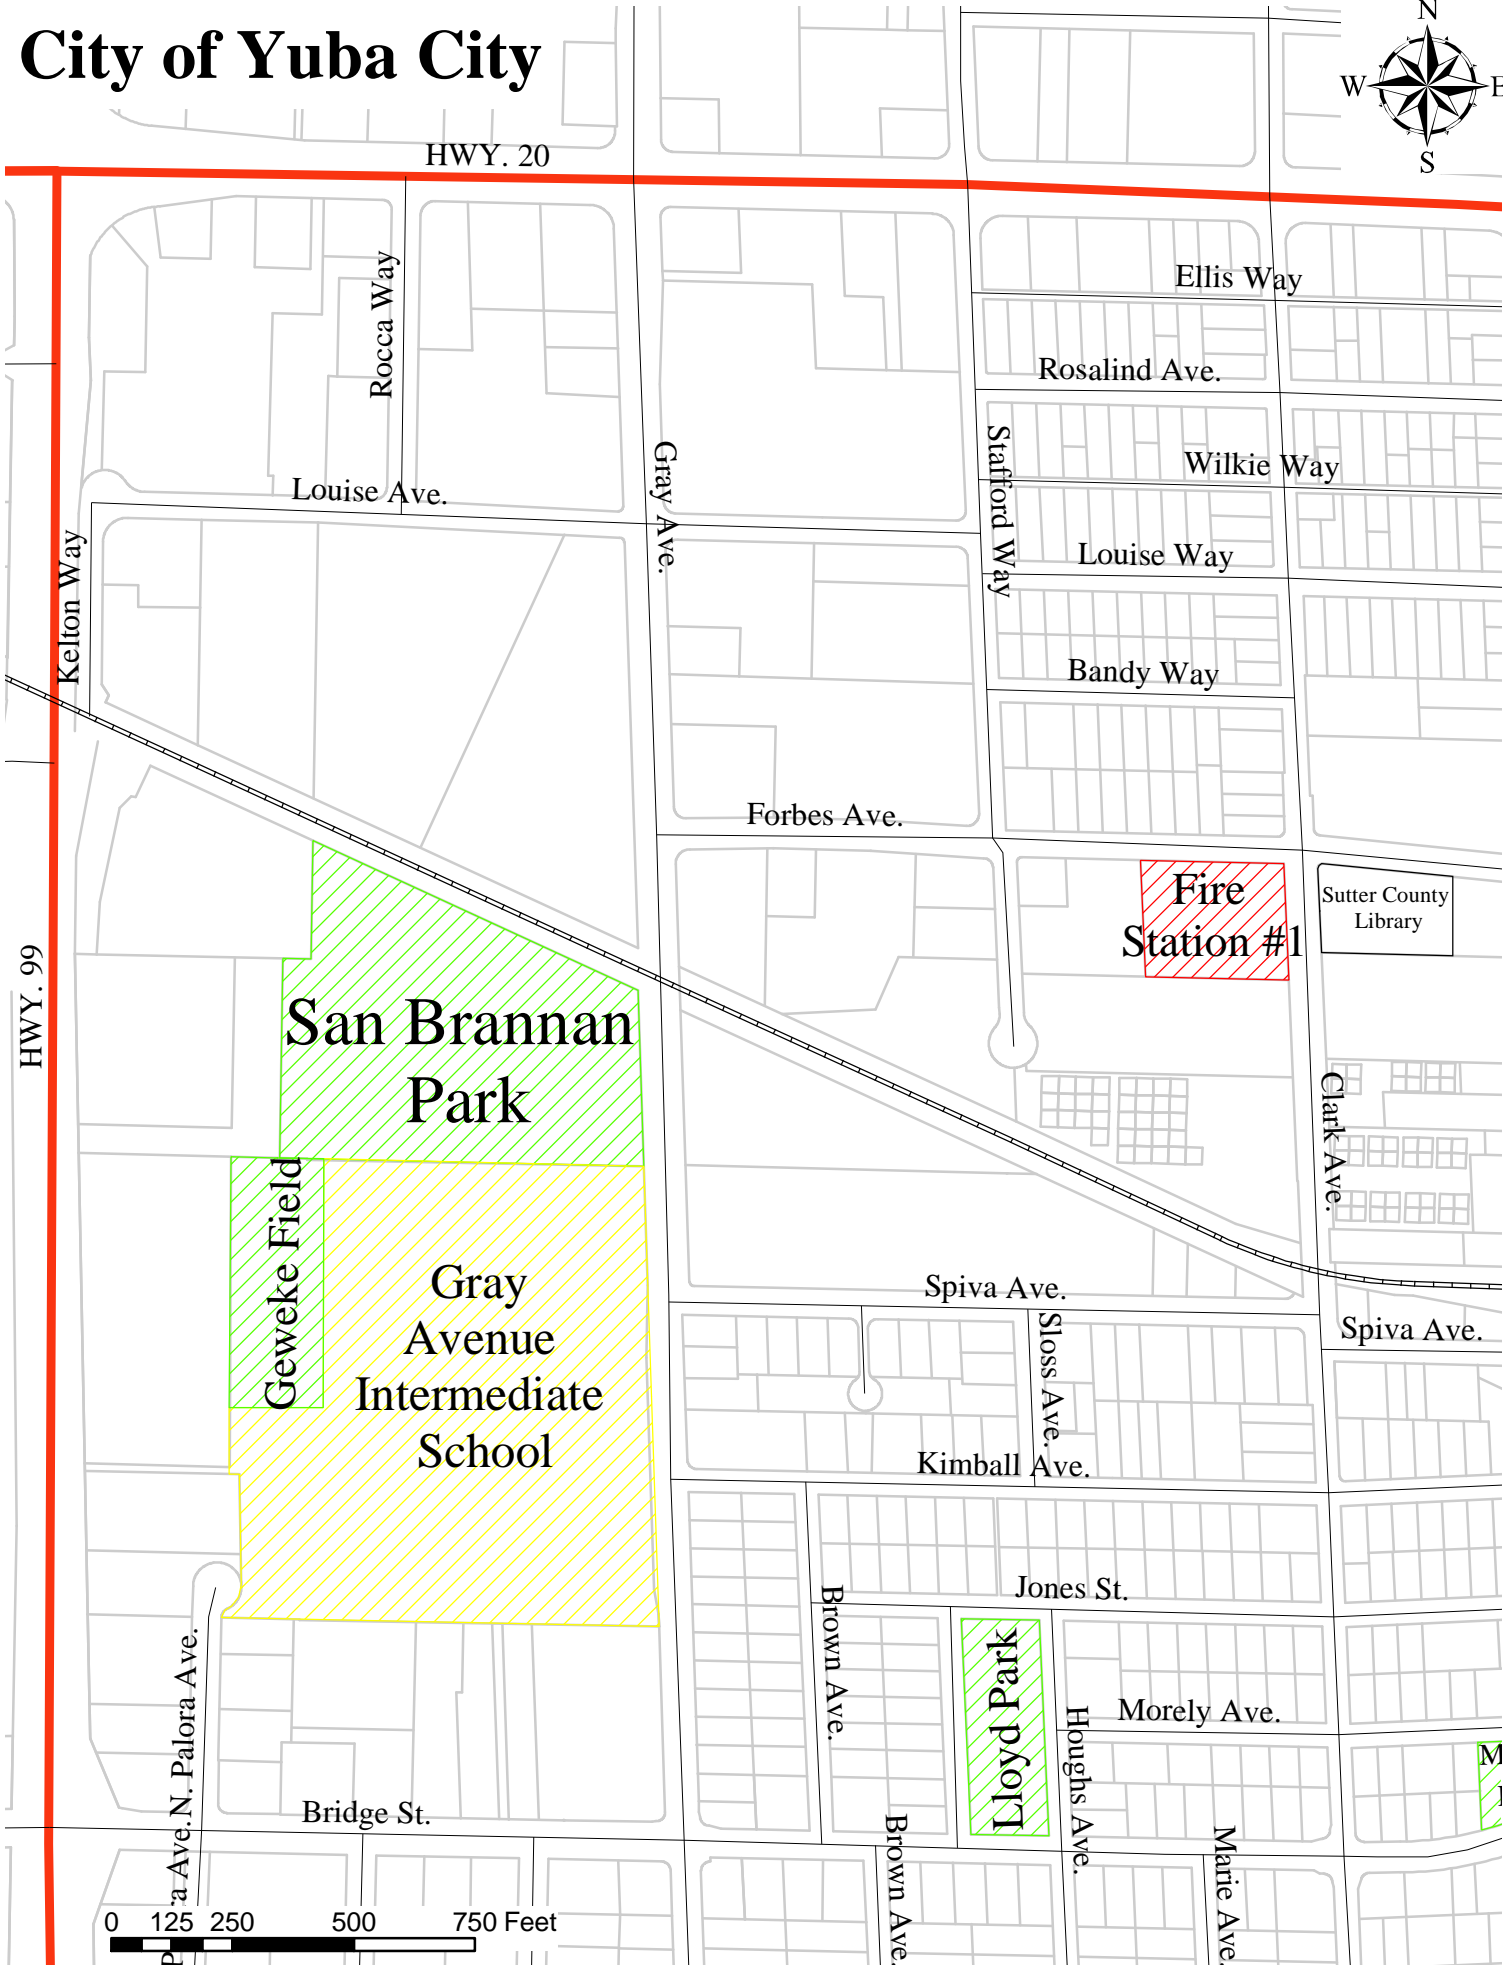 City of Yuba City
N
W
E
S
HWY. 20
Ellis Way
Rocca Way
Rosalind Ave.
Gray Ave.
Stafford Way
Wilkie Way
Louise Ave.
Kelton Way
Louise Way
Bandy Way
Forbes Ave.
Fire
Station #1
Sutter County
Library
HWY. 99
San Brannan
Park
Clark Ave.
Geweke Field
Gray
Avenue
Intermediate
School
Spiva Ave.
Sloss Ave.
Spiva Ave.
Kimball Ave.
Jones St.
Brown Ave.
Lloyd Park
N. Palora Ave.
Houghs Ave.
Morely Ave.
M
Bridge St.
Brown Ave.
Marie Ave.
P
ra Ave.
0 125 250 500 750 Feet